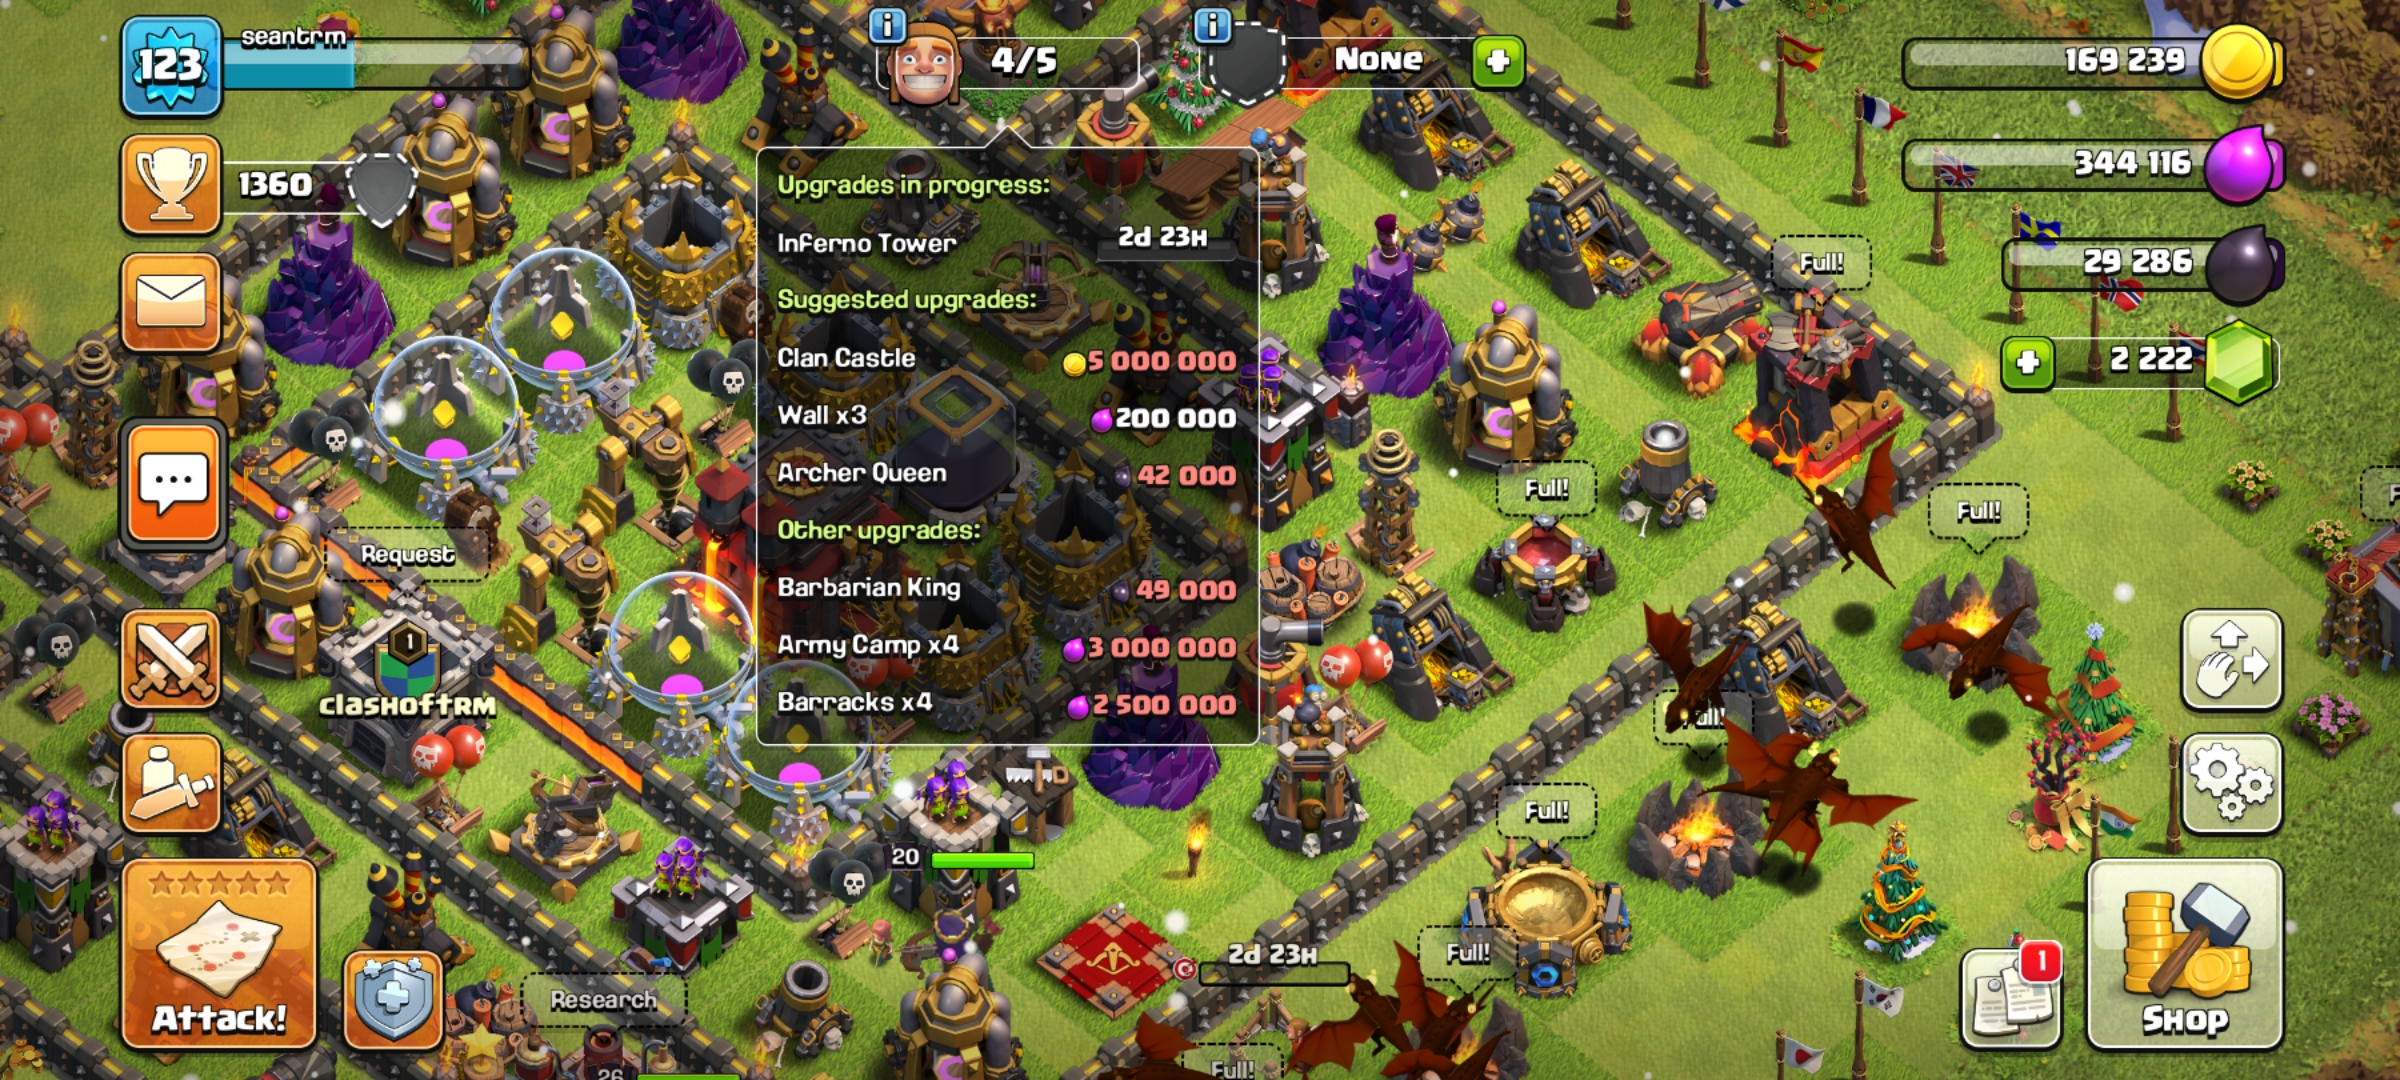 123
seantrm
4/5
None
169 239
1360
344 116
29 286
2 222
Upgrades in progress:
Inferno Tower 2d 23h
Suggested upgrades:
Clan Castle 5 000 000
Wall x3 200 000
Archer Queen 42 000
Other upgrades:
Barbarian King 49 000
Army Camp x4 3 000 000
Barracks x4 2 500 000
Full!
Full!
Full!
Request
1
clashoftrm
Full!
20
Full!
2d 23h
Research
Attack!
1
Shop
Full!
26